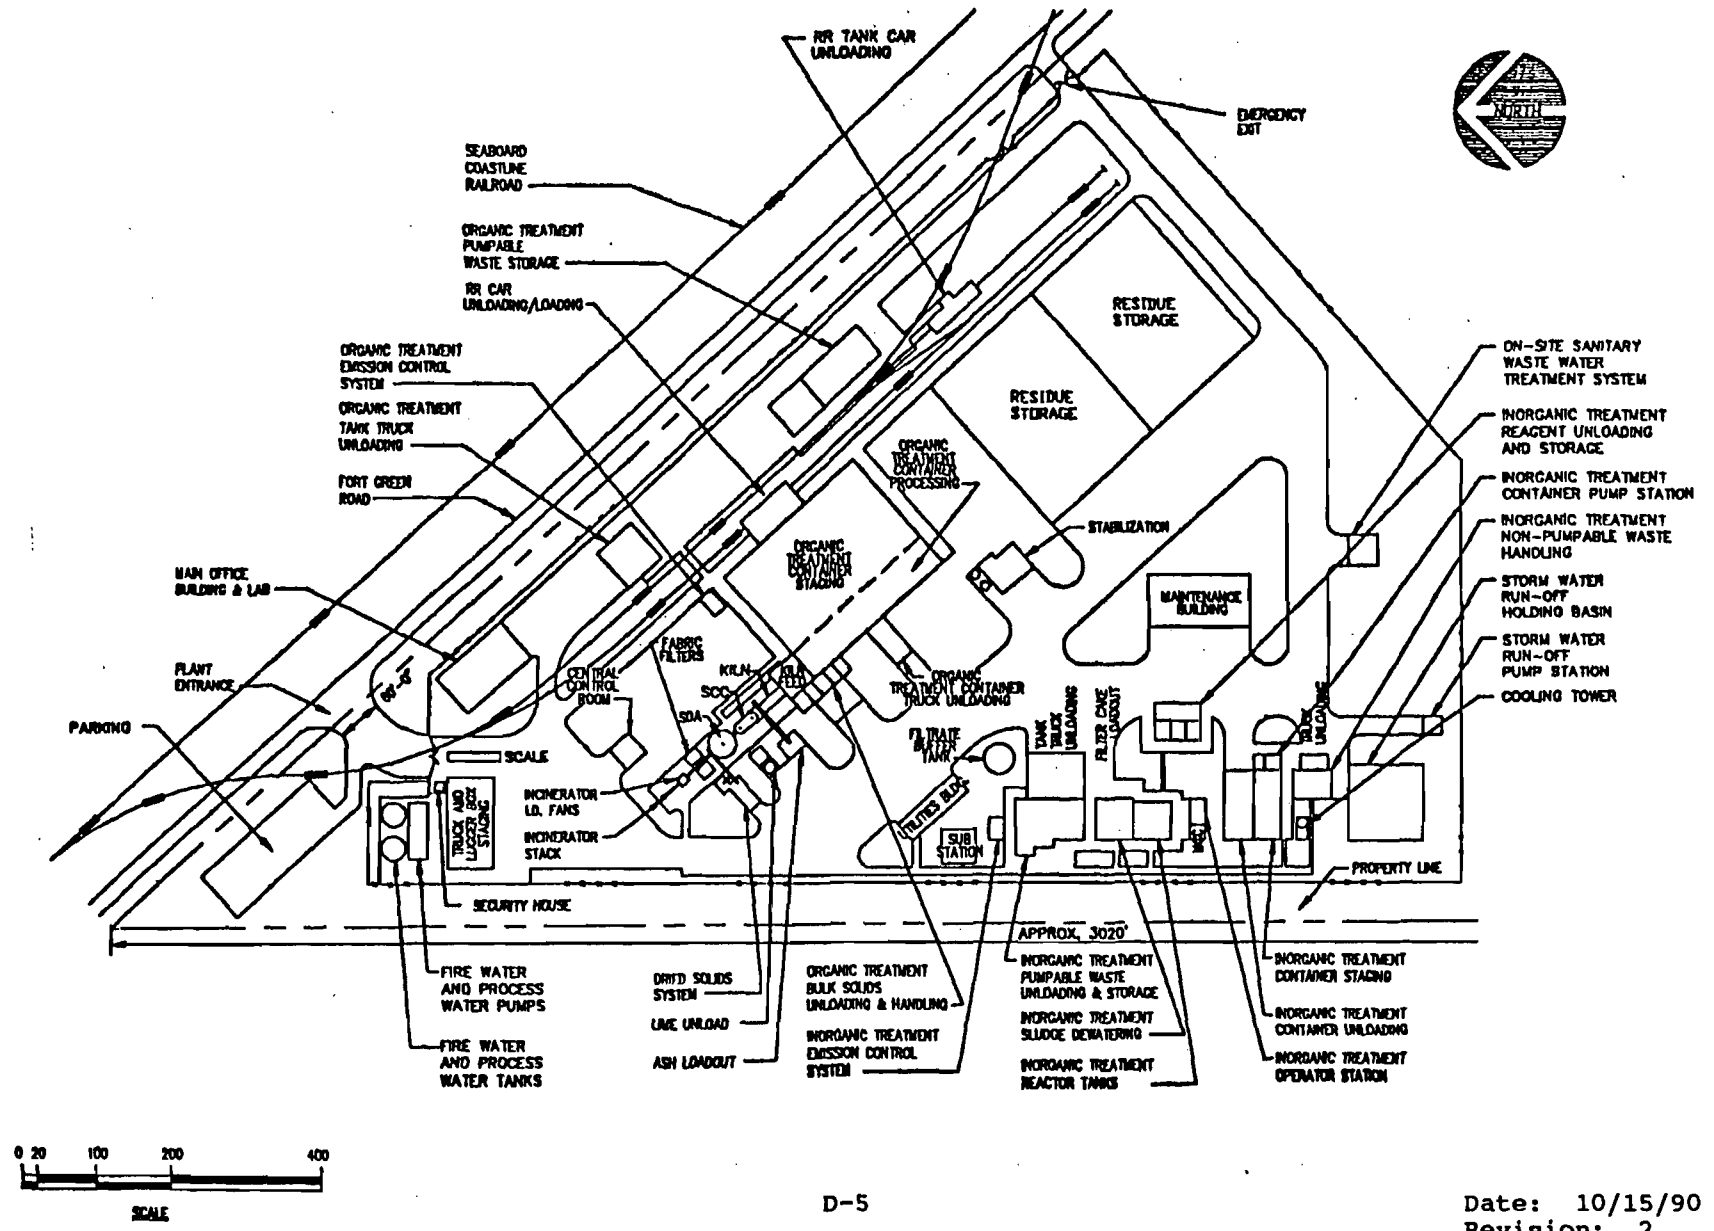 RR TANK CAR
UNLOADING
NORTH
EMERGENCY
EXIT
SEABOARD
COASTLINE
RAILROAD
ORGANIC TREATMENT
PUMPABLE
WASTE STORAGE
RR CAR
UNLOADING/LOADING
ORGANIC TREATMENT
EMISSION CONTROL
SYSTEM
ORGANIC TREATMENT
TANK TRUCK
UNLOADING
FORT GREEN
ROAD
MAIN OFFICE
BUILDING & LAB
PLANT
ENTRANCE
PARKING
60'-0"
RESIDUE
STORAGE
RESIDUE
STORAGE
ORGANIC
TREATMENT
CONTAINER
PROCESSING
ORGANIC
TREATMENT
CONTAINER
STAGING
STABILIZATION
MAINTENANCE
BUILDING
ON-SITE SANITARY
WASTE WATER
TREATMENT SYSTEM
INORGANIC TREATMENT
REAGENT UNLOADING
AND STORAGE
INORGANIC TREATMENT
CONTAINER PUMP STATION
INORGANIC TREATMENT
NON-PUMPABLE WASTE
HANDLING
STORM WATER
RUN-OFF
HOLDING BASIN
STORM WATER
RUN-OFF
PUMP STATION
COOLING TOWER
FABRIC
FILTERS
CENTRAL
CONTROL
ROOM
KILN
KILN
FEED
SCC
SDA
ORGANIC
TREATMENT CONTAINER
TRUCK UNLOADING
FILTRATE
BUFFER
TANK
TANK
TRUCK
UNLOADING
FILTER CAKE
LOADOUT
TRUCK
UNLOADING
SCALE
TRUCK AND
LUGGER BOX
STAGING
INCINERATOR
I.D. FANS
INCINERATOR
STACK
UTILITIES BLDG
SUB
STATION
MCC
PROPERTY LINE
SECURITY HOUSE
APPROX. 3020'
FIRE WATER
AND PROCESS
WATER PUMPS
FIRE WATER
AND PROCESS
WATER TANKS
DRIED SOLIDS
SYSTEM
LIME UNLOAD
ASH LOADOUT
ORGANIC TREATMENT
BULK SOLIDS
UNLOADING & HANDLING
INORGANIC TREATMENT
EMISSION CONTROL
SYSTEM
INORGANIC TREATMENT
PUMPABLE WASTE
UNLOADING & STORAGE
INORGANIC TREATMENT
SLUDGE DEWATERING
INORGANIC TREATMENT
REACTOR TANKS
INORGANIC TREATMENT
CONTAINER STAGING
INORGANIC TREATMENT
CONTAINER UNLOADING
INORGANIC TREATMENT
OPERATOR STATION
0 20 100 200 400
SCALE
D-5
Date: 10/15/90
Revision: 2